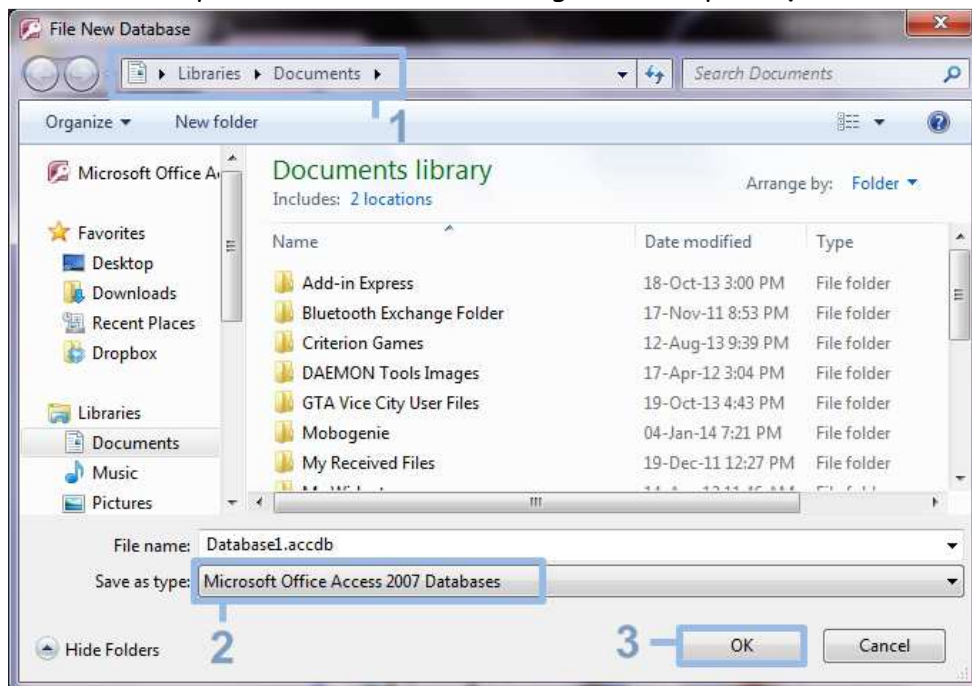 File New Database
Libraries Documents
Search Documents
1
Organize New folder
Microsoft Office A
Documents library
Includes: 2 locations
Arrange by: Folder
Favorites
Desktop
Downloads
Recent Places
Dropbox
Libraries
Documents
Music
Pictures
Name Date modified Type
Add-in Express 18-Oct-13 3:00 PM File folder
Bluetooth Exchange Folder 17-Nov-11 8:53 PM File folder
Criterion Games 12-Aug-13 9:39 PM File folder
DAEMON Tools Images 17-Apr-12 3:04 PM File folder
GTA Vice City User Files 19-Oct-13 4:43 PM File folder
Mobogenie 04-Jan-14 7:21 PM File folder
My Received Files 19-Dec-11 12:27 PM File folder
File name: Database1.accdb
Save as type: Microsoft Office Access 2007 Databases
2
Hide Folders
3
OK Cancel